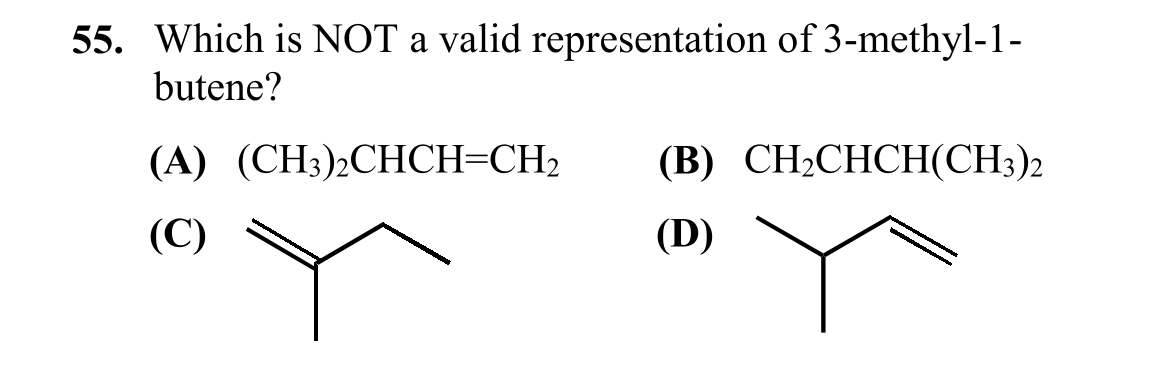 55. Which is NOT a valid representation of 3-methyl-1-
butene?
(A) (CH₃)₂CHCH=CH₂ (B) CH₂CHCH(CH₃)₂
(C) (D)